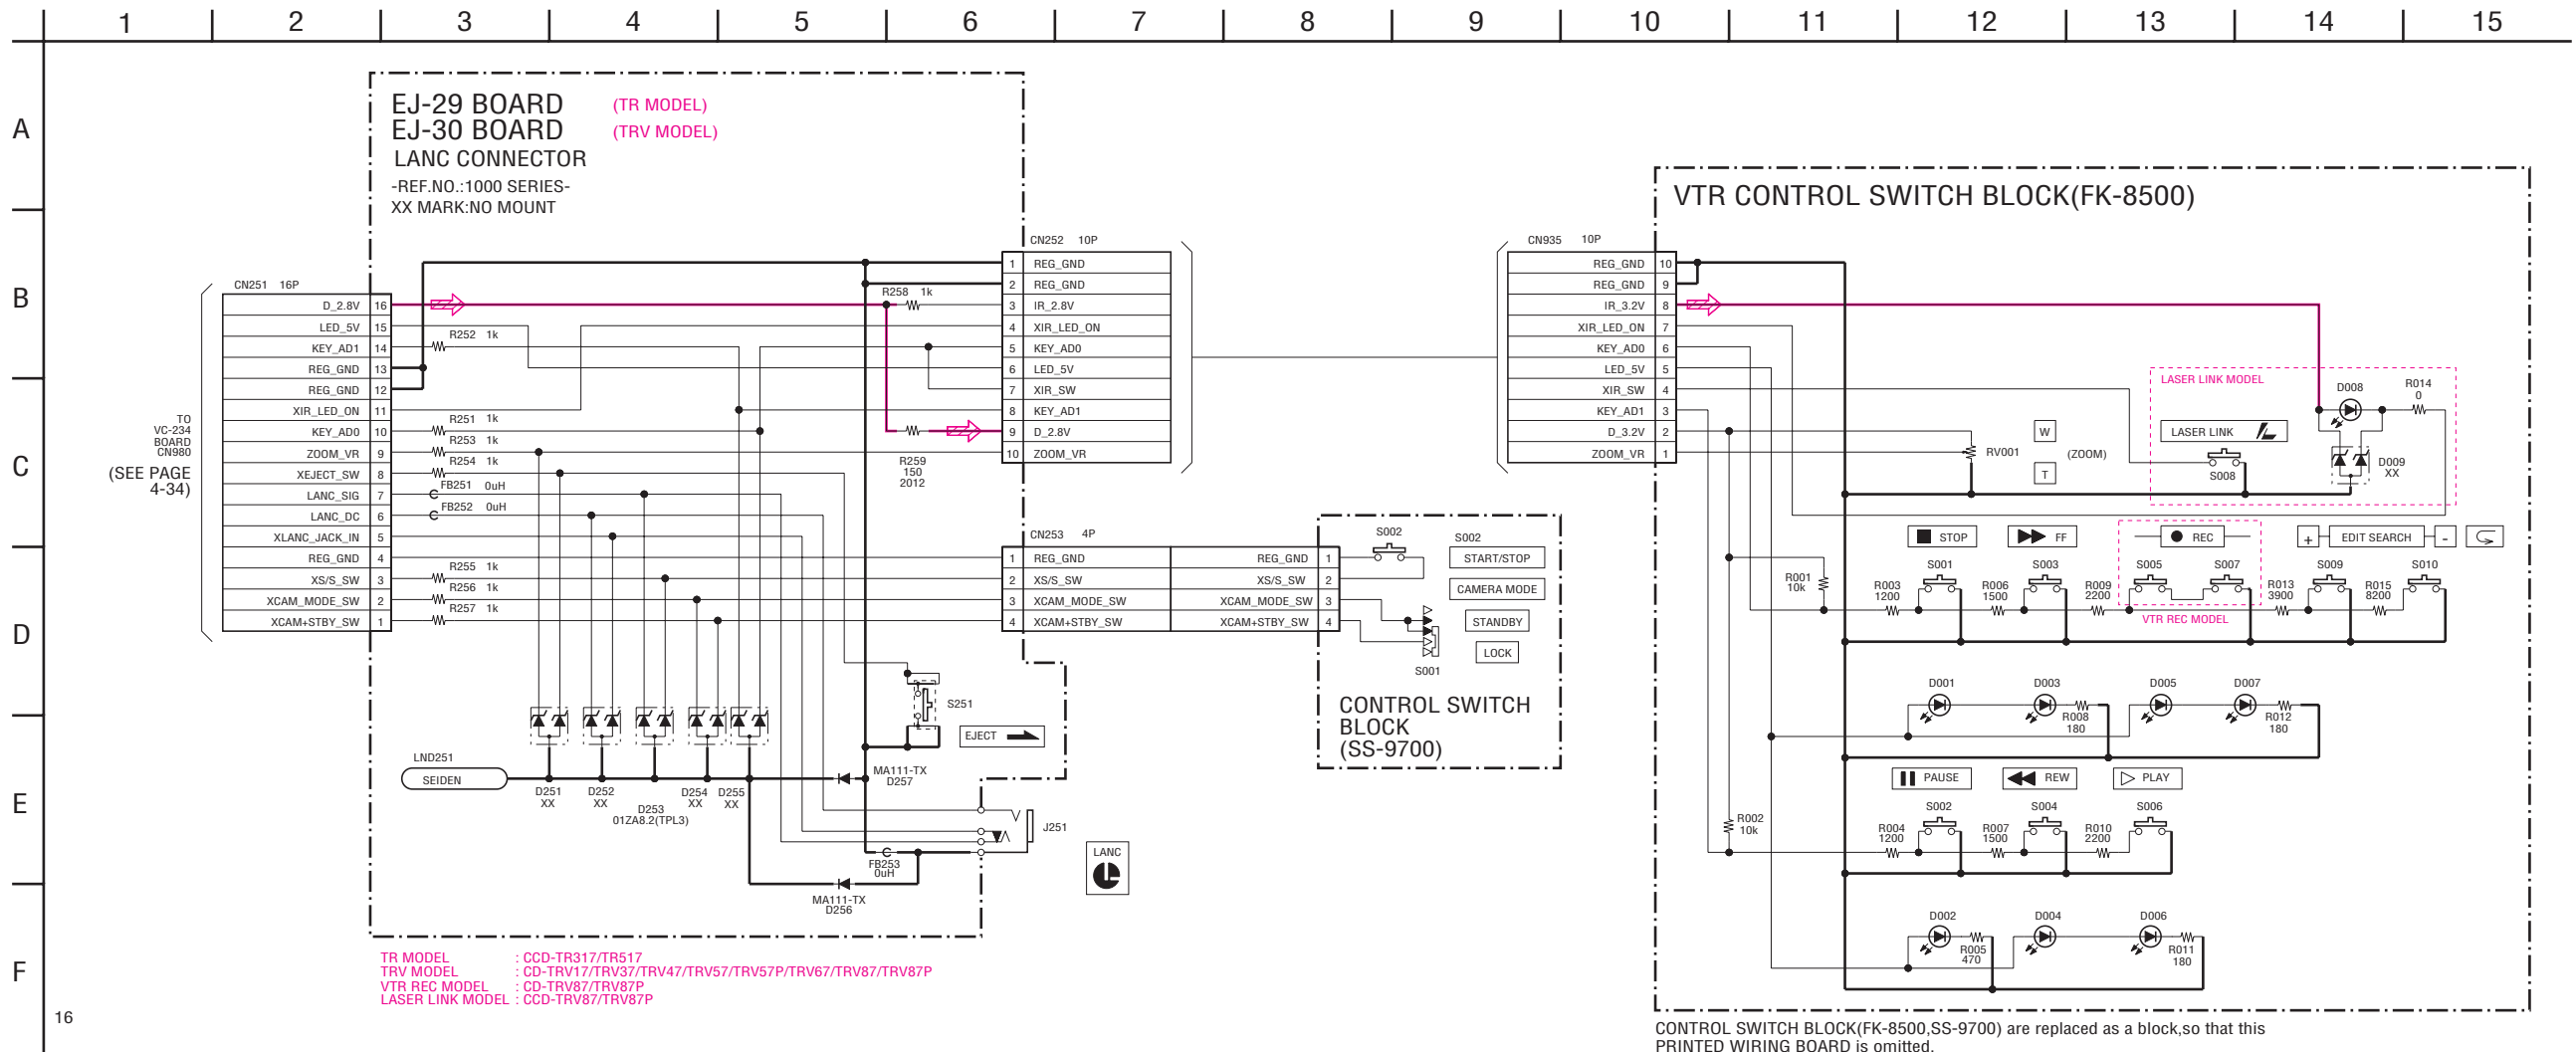 1 2 3 4 5 6 7 8 9 10 11 12 13 14 15
A
B
C
D
E
F
16
EJ-29 BOARD (TR MODEL)
EJ-30 BOARD (TRV MODEL)
LANC CONNECTOR
-REF.NO.:1000 SERIES-
XX MARK:NO MOUNT
TO
VC-234
BOARD
CN980
(SEE PAGE
4-34)
CN251 16P
D_2.8V 16
LED_5V 15
KEY_AD1 14
REG_GND 13
REG_GND 12
XIR_LED_ON 11
KEY_AD0 10
ZOOM_VR 9
XEJECT_SW 8
LANC_SIG 7
LANC_DC 6
XLANC_JACK_IN 5
REG_GND 4
XS/S_SW 3
XCAM_MODE_SW 2
XCAM+STBY_SW 1
R252 1k
R251 1k
R253 1k
R254 1k
FB251 0uH
FB252 0uH
R255 1k
R256 1k
R257 1k
R258 1k
R259
150
2012
CN252 10P
1 REG_GND
2 REG_GND
3 IR_2.8V
4 XIR_LED_ON
5 KEY_AD0
6 LED_5V
7 XIR_SW
8 KEY_AD1
9 D_2.8V
10 ZOOM_VR
CN253 4P
1 REG_GND REG_GND 1
2 XS/S_SW XS/S_SW 2
3 XCAM_MODE_SW XCAM_MODE_SW 3
4 XCAM+STBY_SW XCAM+STBY_SW 4
S251
EJECT
LND251
SEIDEN
D251
XX
D252
XX
D253
01ZA8.2(TPL3)
D254
XX
D255
XX
MA111-TX
D257
J251
FB253
0uH
MA111-TX
D256
LANC
S002
S002
START/STOP
CAMERA MODE
STANDBY
LOCK
S001
CONTROL SWITCH
BLOCK
(SS-9700)
VTR CONTROL SWITCH BLOCK(FK-8500)
CN935 10P
REG_GND 10
REG_GND 9
IR_3.2V 8
XIR_LED_ON 7
KEY_AD0 6
LED_5V 5
XIR_SW 4
KEY_AD1 3
D_3.2V 2
ZOOM_VR 1
LASER LINK MODEL
D008
R014
0
LASER LINK
S008
D009
XX
W
RV001 (ZOOM)
T
STOP
FF
REC
+ EDIT SEARCH -
R001
10k
R003
1200
S001
R006
1500
S003
R009
2200
S005
S007
R013
3900
S009
R015
8200
S010
VTR REC MODEL
D001
D003
R008
180
D005
D007
R012
180
PAUSE
REW
PLAY
R002
10k
R004
1200
S002
R007
1500
S004
R010
2200
S006
D002
R005
470
D004
D006
R011
180
TR MODEL : CCD-TR317/TR517
TRV MODEL : CD-TRV17/TRV37/TRV47/TRV57/TRV57P/TRV67/TRV87/TRV87P
VTR REC MODEL : CD-TRV87/TRV87P
LASER LINK MODEL : CCD-TRV87/TRV87P
CONTROL SWITCH BLOCK(FK-8500,SS-9700) are replaced as a block,so that this
PRINTED WIRING BOARD is omitted.